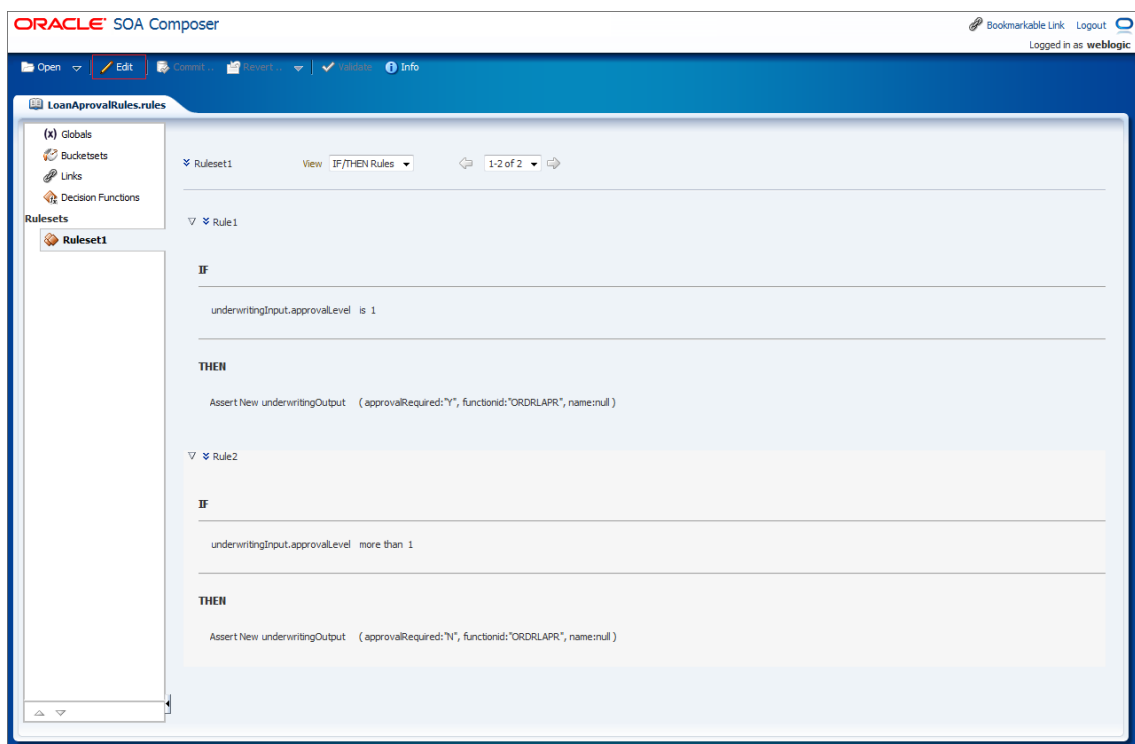 ORACLE SOA Composer
Bookmarkable Link Logout
Logged in as weblogic
Open Edit Commit .. Revert .. Validate Info
LoanAprovalRules.rules
(x) Globals
Bucketsets
Links
Decision Functions
Rulesets
Ruleset1
Ruleset1 View IF/THEN Rules 1-2 of 2
Rule1
IF
underwritingInput.approvalLevel is 1
THEN
Assert New underwritingOutput ( approvalRequired:"Y", functionid:"ORDRLAPR", name:null )
Rule2
IF
underwritingInput.approvalLevel more than 1
THEN
Assert New underwritingOutput ( approvalRequired:"N", functionid:"ORDRLAPR", name:null )